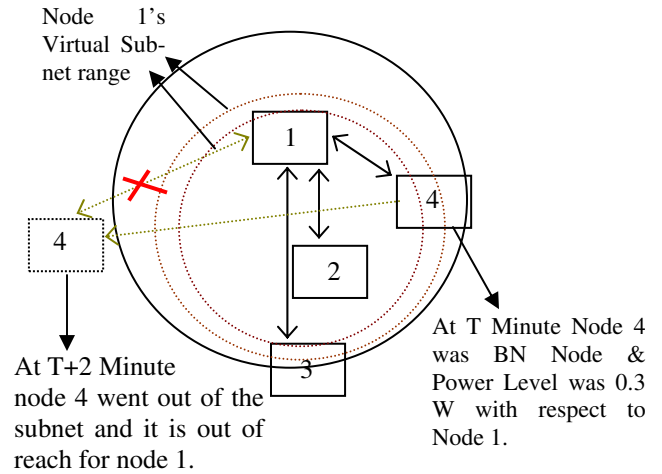 Node 1's
Virtual Sub-
net range
1
4
4
2
3
At T Minute Node 4
was BN Node &
Power Level was 0.3
W with respect to
Node 1.
At T+2 Minute
node 4 went out of the
subnet and it is out of
reach for node 1.